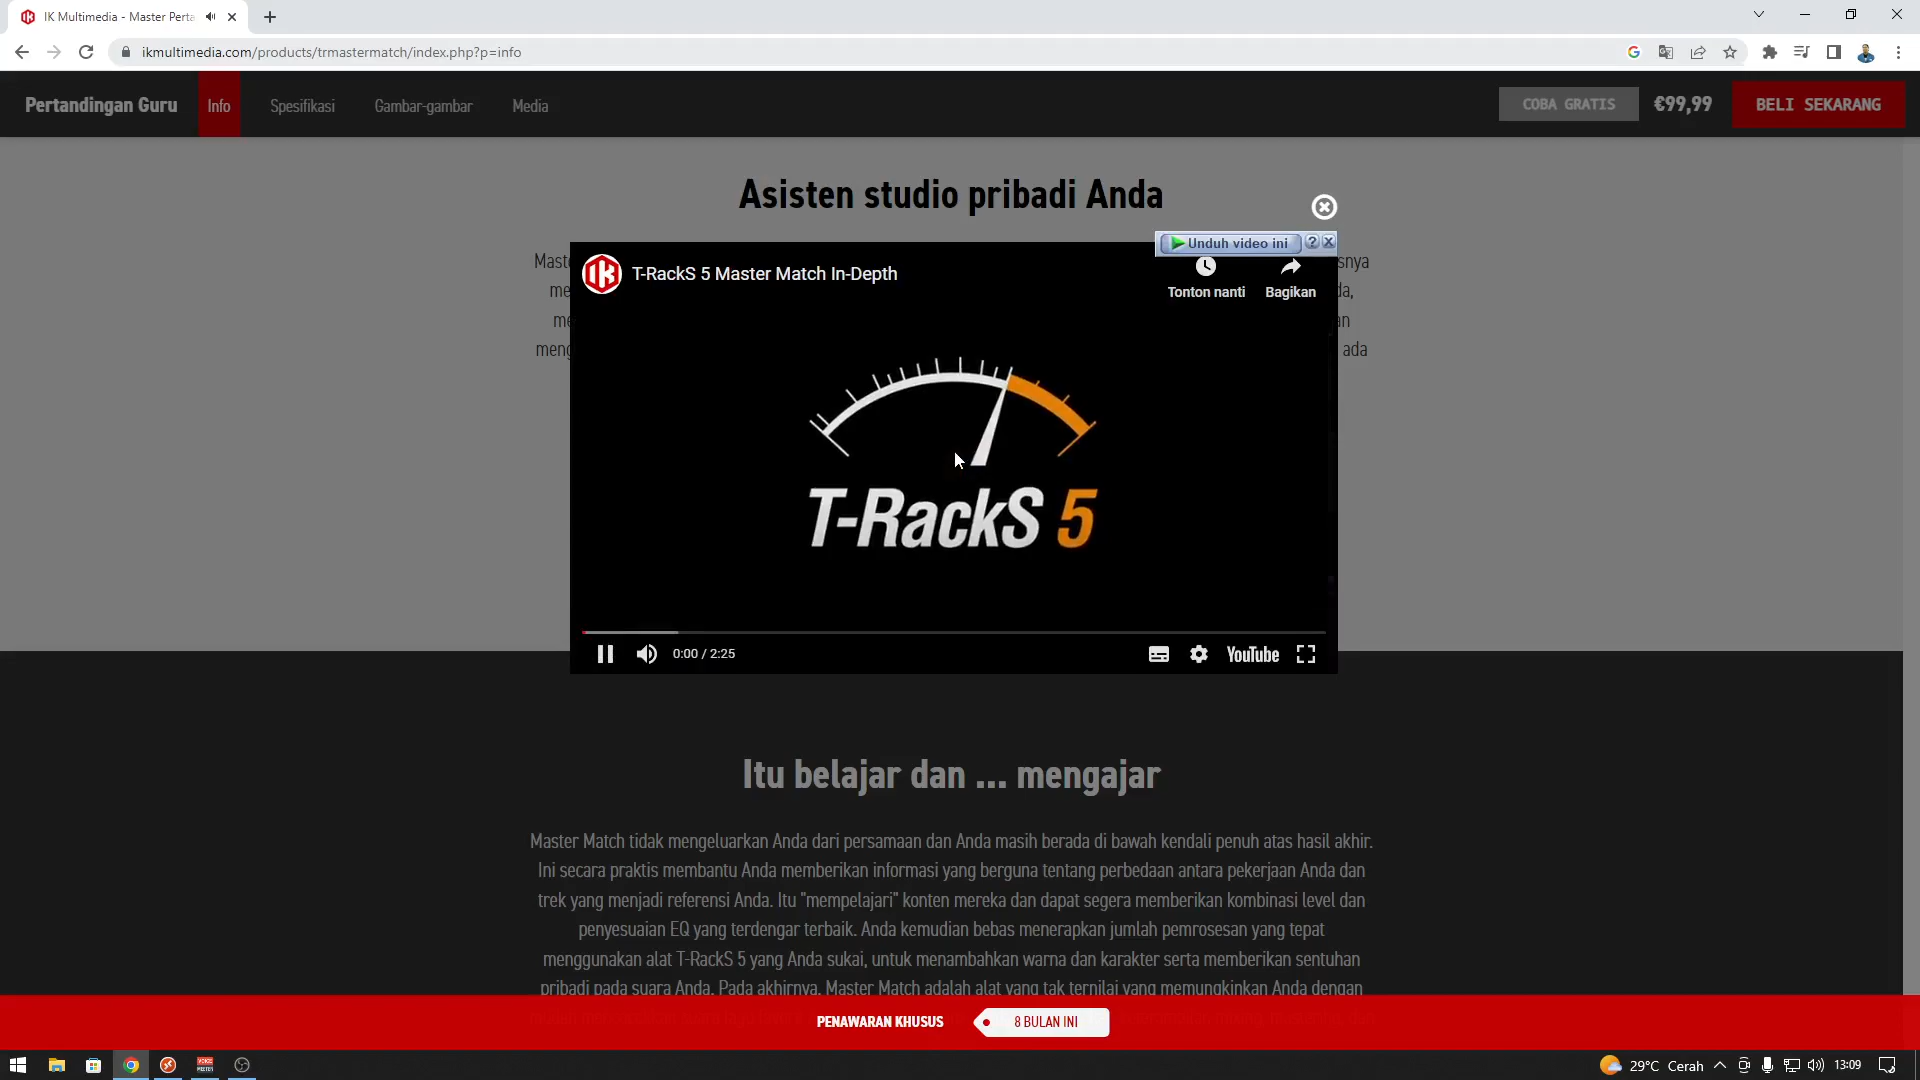 IK Multimedia - Master Perta
ikmultimedia.com/products/trmastermatch/index.php?p=info
Pertandingan Guru
Info
Spesifikasi
Gambar-gambar
Media
COBA GRATIS
€99,99
BELI SEKARANG
Asisten studio pribadi Anda
Unduh video ini
T-RackS 5 Master Match In-Depth
Tonton nanti
Bagikan
Mast
snya
me
da,
me
an
meng
ada
T-RackS 5
0:00 / 2:25
YouTube
Itu belajar dan ... mengajar
Master Match tidak mengeluarkan Anda dari persamaan dan Anda masih berada di bawah kendali penuh atas hasil akhir.
Ini secara praktis membantu Anda memberikan informasi yang berguna tentang perbedaan antara pekerjaan Anda dan
trek yang menjadi referensi Anda. Itu "mempelajari" konten mereka dan dapat segera memberikan kombinasi level dan
penyesuaian EQ yang terdengar terbaik. Anda kemudian bebas menerapkan jumlah pemrosesan yang tepat
menggunakan alat T-RackS 5 yang Anda sukai, untuk menambahkan warna dan karakter serta memberikan sentuhan
pribadi pada suara Anda. Pada akhirnya, Master Match adalah alat yang tak ternilai yang memungkinkan Anda dengan
PENAWARAN KHUSUS
8 BULAN INI
29°C Cerah
13:09